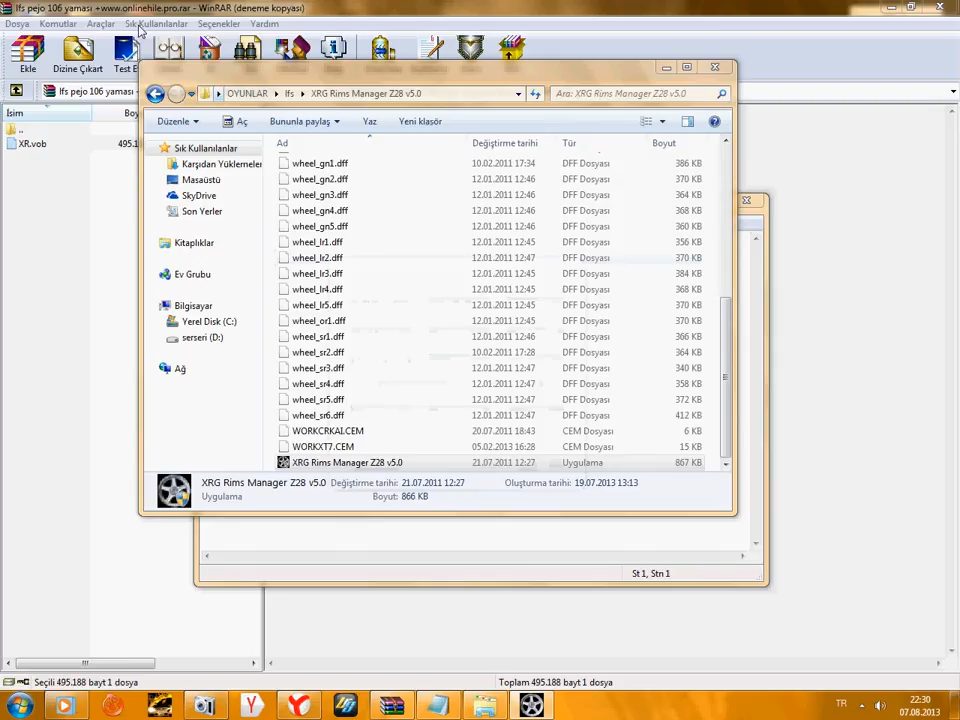 lfs pejo 106 yaması +www.onlinehile.pro.rar - WinRAR (deneme kopyası)
Dosya Komutlar Araçlar Sık Kullanılanlar Seçenekler Yardım
Ekle Dizine Çıkart Test E
lfs pejo 106 yaması -
İsim Boy
..
XR.vob 495.1
OYUNLAR lfs XRG Rims Manager Z28 v5.0 Ara: XRG Rims Manager Z28 v5.0
Düzenle Aç Bununla paylaş Yaz Yeni klasör
Sık Kullanılanlar
Karşıdan Yüklemeler
Masaüstü
SkyDrive
Son Yerler
Kitaplıklar
Ev Grubu
Bilgisayar
Yerel Disk (C:)
serseri (D:)
Ağ
Ad Değiştirme tarihi Tür Boyut
wheel_gn1.dff 10.02.2011 17:34 DFF Dosyası 386 KB
wheel_gn2.dff 12.01.2011 12:46 DFF Dosyası 370 KB
wheel_gn3.dff 12.01.2011 12:46 DFF Dosyası 364 KB
wheel_gn4.dff 12.01.2011 12:46 DFF Dosyası 368 KB
wheel_gn5.dff 12.01.2011 12:46 DFF Dosyası 360 KB
wheel_lr1.dff 12.01.2011 12:45 DFF Dosyası 356 KB
wheel_lr2.dff 12.01.2011 12:47 DFF Dosyası 370 KB
wheel_lr3.dff 12.01.2011 12:45 DFF Dosyası 384 KB
wheel_lr4.dff 12.01.2011 12:45 DFF Dosyası 368 KB
wheel_lr5.dff 12.01.2011 12:45 DFF Dosyası 370 KB
wheel_or1.dff 12.01.2011 12:47 DFF Dosyası 370 KB
wheel_sr1.dff 12.01.2011 12:46 DFF Dosyası 366 KB
wheel_sr2.dff 10.02.2011 17:28 DFF Dosyası 364 KB
wheel_sr3.dff 12.01.2011 12:47 DFF Dosyası 340 KB
wheel_sr4.dff 12.01.2011 12:47 DFF Dosyası 358 KB
wheel_sr5.dff 12.01.2011 12:47 DFF Dosyası 372 KB
wheel_sr6.dff 12.01.2011 12:47 DFF Dosyası 412 KB
WORKCRKAI.CEM 20.07.2011 18:43 CEM Dosyası 6 KB
WORKXT7.CEM 05.02.2013 16:28 CEM Dosyası 15 KB
XRG Rims Manager Z28 v5.0 21.07.2011 12:27 Uygulama 867 KB
XRG Rims Manager Z28 v5.0 Değiştirme tarihi: 21.07.2011 12:27 Oluşturma tarihi: 19.07.2013 13:13
Uygulama Boyut: 866 KB
St 1, Stn 1
Seçili 495.188 bayt 1 dosya Toplam 495.188 bayt 1 dosya
TR 22:30
07.08.2013